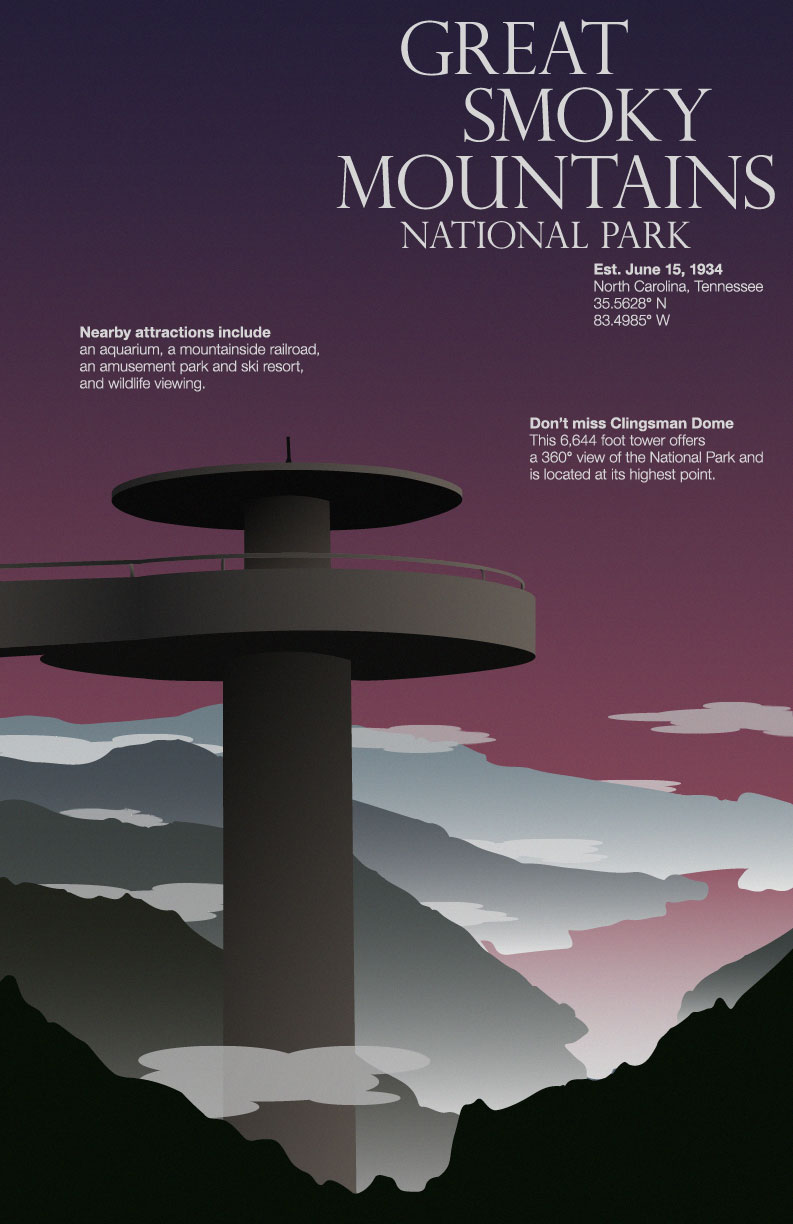 GREAT
SMOKY
MOUNTAINS
NATIONAL PARK
Est. June 15, 1934
North Carolina, Tennessee
35.5628° N
83.4985° W
Nearby attractions include
an aquarium, a mountainside railroad,
an amusement park and ski resort,
and wildlife viewing.
Don't miss Clingsman Dome
This 6,644 foot tower offers
a 360° view of the National Park and
is located at its highest point.